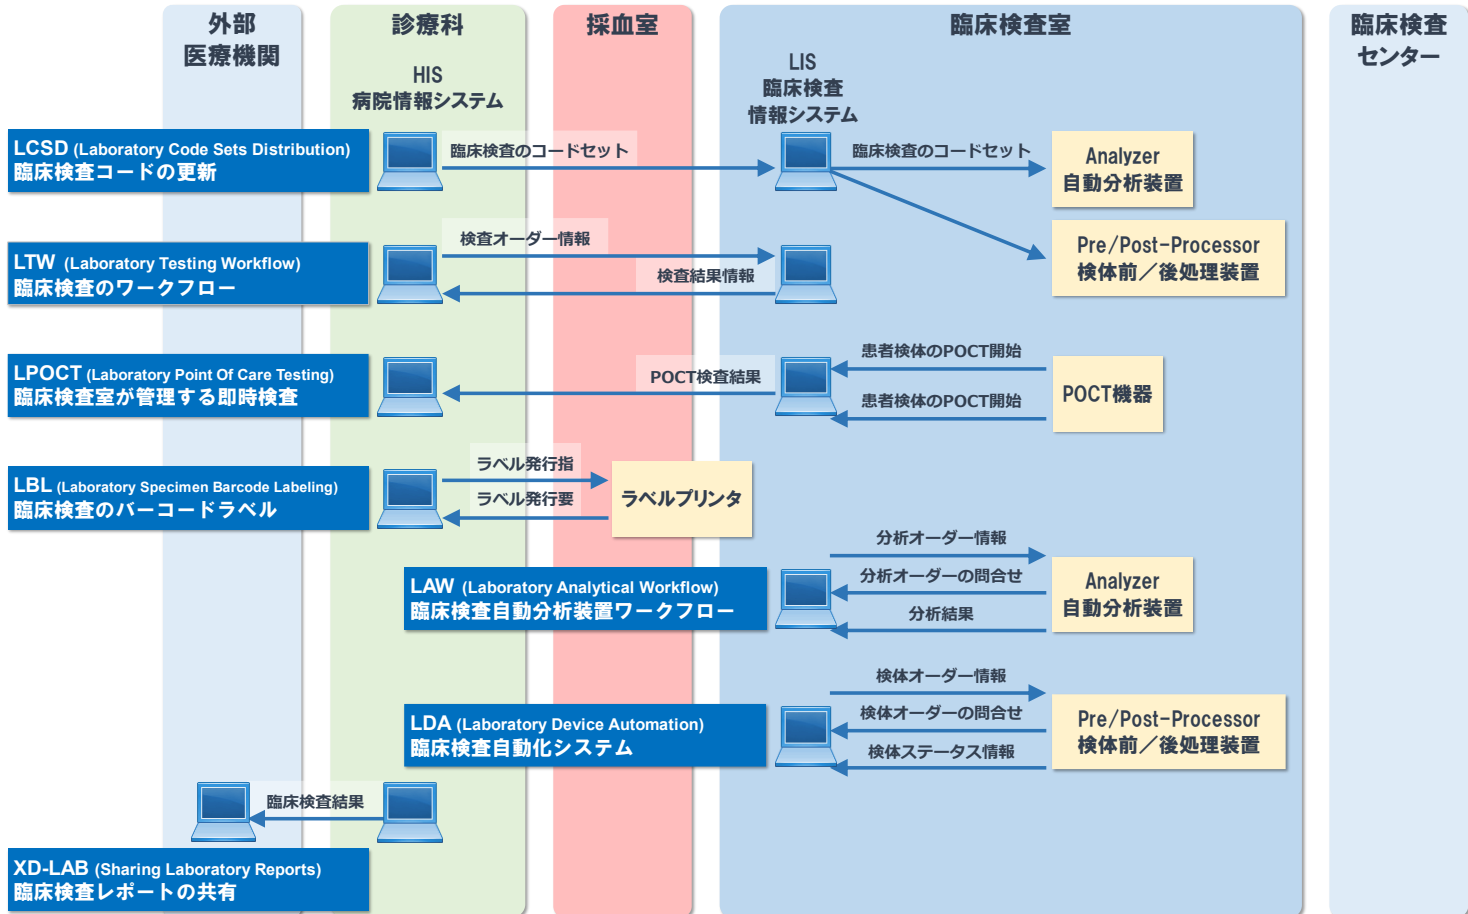 外部
医療機関
診療科
採血室
臨床検査室
臨床検査
センター
HIS
病院情報システム
LIS
臨床検査
情報システム
LCSD (Laboratory Code Sets Distribution)
臨床検査コードの更新
臨床検査のコードセット
臨床検査のコードセット
Analyzer
自動分析装置
Pre/Post-Processor
検体前／後処理装置
LTW (Laboratory Testing Workflow)
臨床検査のワークフロー
検査オーダー情報
検査結果情報
LPOCT (Laboratory Point Of Care Testing)
臨床検査室が管理する即時検査
POCT検査結果
患者検体のPOCT開始
患者検体のPOCT開始
POCT機器
LBL (Laboratory Specimen Barcode Labeling)
臨床検査のバーコードラベル
ラベル発行指
ラベル発行要
ラベルプリンタ
LAW (Laboratory Analytical Workflow)
臨床検査自動分析装置ワークフロー
分析オーダー情報
分析オーダーの問合せ
分析結果
Analyzer
自動分析装置
LDA (Laboratory Device Automation)
臨床検査自動化システム
検体オーダー情報
検体オーダーの問合せ
検体ステータス情報
Pre/Post-Processor
検体前／後処理装置
臨床検査結果
XD-LAB (Sharing Laboratory Reports)
臨床検査レポートの共有